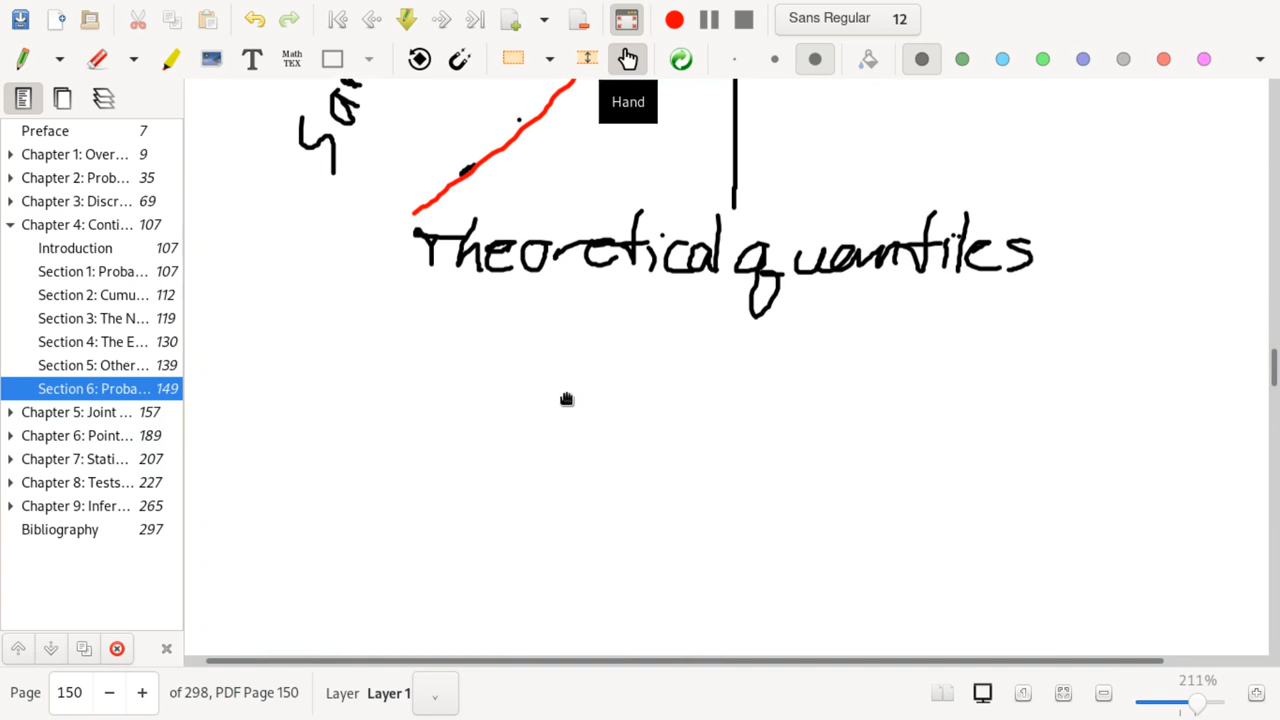 Sans Regular 12
Math
TEX
Hand
Preface 7
Chapter 1: Over... 9
Chapter 2: Prob... 35
Chapter 3: Discr... 69
Chapter 4: Conti... 107
Introduction 107
Section 1: Proba... 107
Section 2: Cumu... 112
Section 3: The N... 119
Section 4: The E... 130
Section 5: Other... 139
Section 6: Proba... 149
Chapter 5: Joint ... 157
Chapter 6: Point... 189
Chapter 7: Stati... 207
Chapter 8: Tests... 227
Chapter 9: Infer... 265
Bibliography 297
Sa
Theoretical quantiles
Page 150 of 298, PDF Page 150 Layer Layer 1 211%